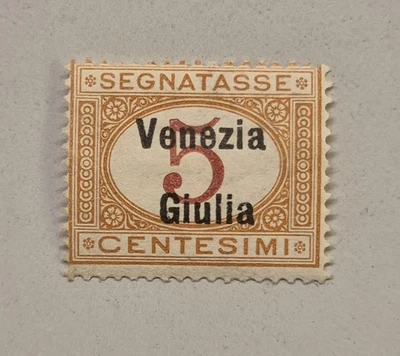 SEGNATASSE
Venezia
5
Giulia
CENTESIMI